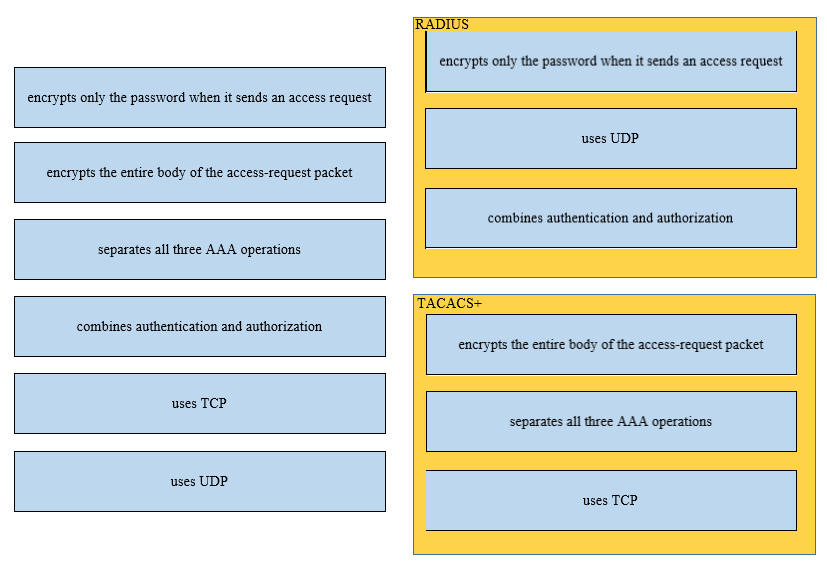 encrypts only the password when it sends an access request
encrypts the entire body of the access-request packet
separates all three AAA operations
combines authentication and authorization
uses TCP
uses UDP
RADIUS
encrypts only the password when it sends an access request
uses UDP
combines authentication and authorization
TACACS+
encrypts the entire body of the access-request packet
separates all three AAA operations
uses TCP